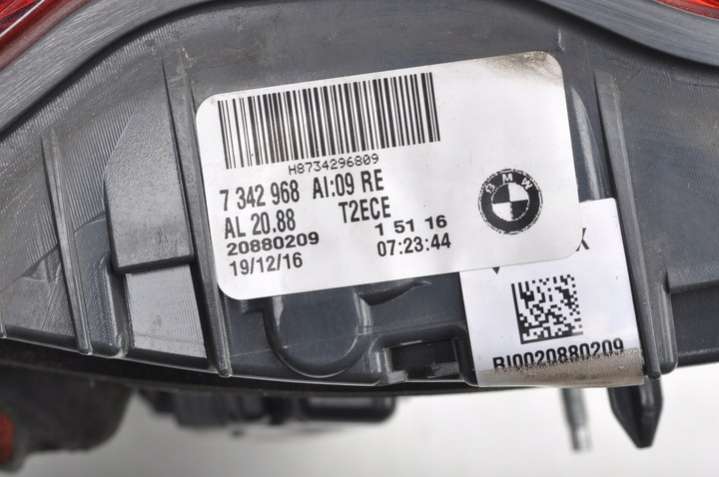 H8734296809
7 342 968 AI:09 RE
AL 20.88 T2ECE
20880209 1 51 16
19/12/16 07:23:44
BMW
RI0020880209